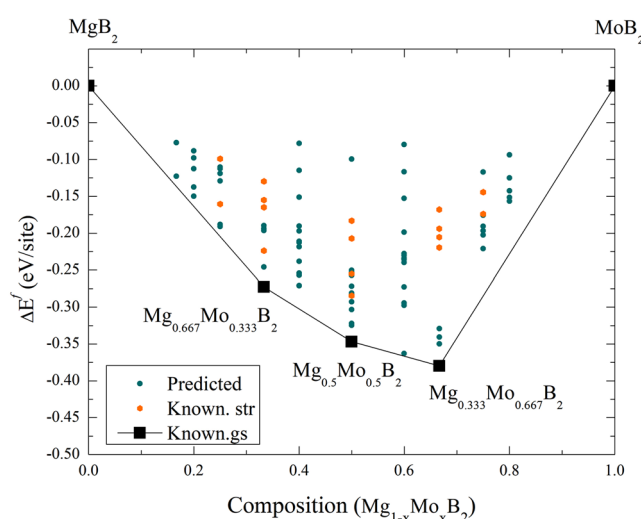 MgB₂ MoB₂
0.00
-0.05
-0.10
-0.15
-0.20
-0.25
-0.30
-0.35
-0.40
-0.45
-0.50
ΔEᶠ (eV/site)
Mg₀.₆₆₇Mo₀.₃₃₃B₂
Mg₀.₅Mo₀.₅B₂
Mg₀.₃₃₃Mo₀.₆₆₇B₂
Predicted
Known. str
Known.gs
0.0 0.2 0.4 0.6 0.8 1.0
Composition (Mg₁₋ₓMoₓB₂)